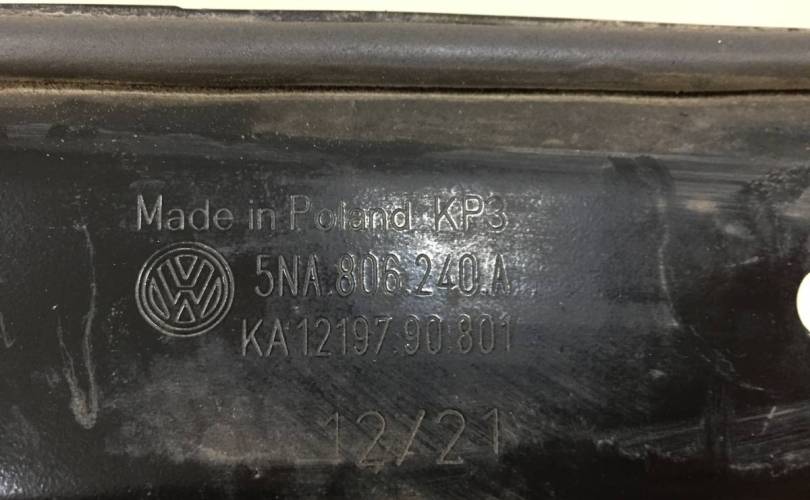 Made in Poland KP3
5NA.806.240.A
KA 12197.90.801
12/21